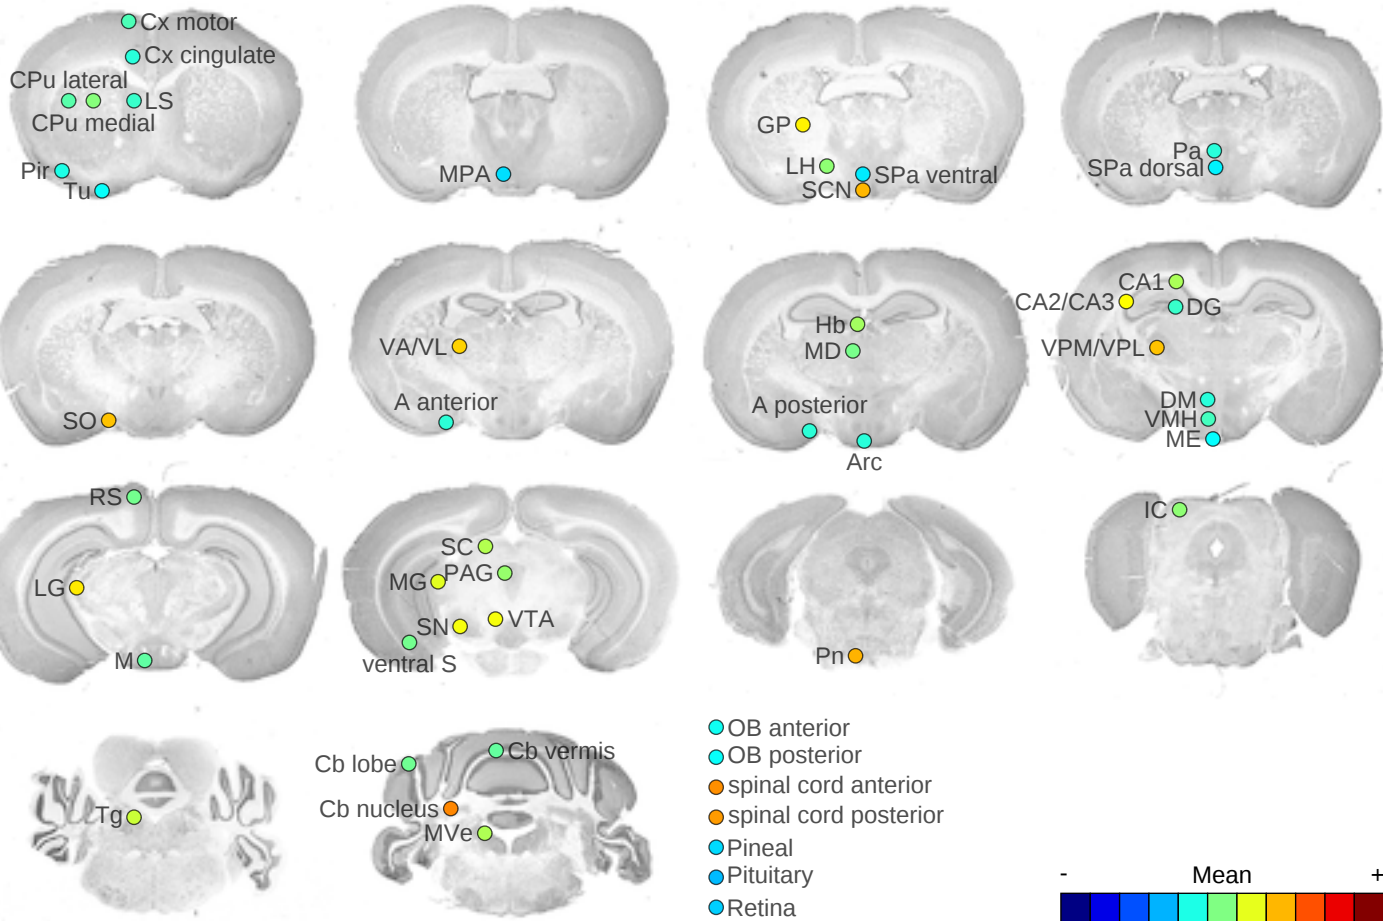 Cx motor
Cx cingulate
CPu lateral
LS
CPu medial
Pir
Tu
MPA
GP
LH
SPa ventral
SCN
Pa
SPa dorsal
SO
VA/VL
A anterior
Hb
MD
A posterior
Arc
CA1
CA2/CA3
DG
VPM/VPL
DM
VMH
ME
RS
LG
M
SC
MG
PAG
SN
VTA
ventral S
Pn
IC
Tg
Cb lobe
Cb vermis
Cb nucleus
MVe
OB anterior
OB posterior
spinal cord anterior
spinal cord posterior
Pineal
Pituitary
Retina
- Mean +